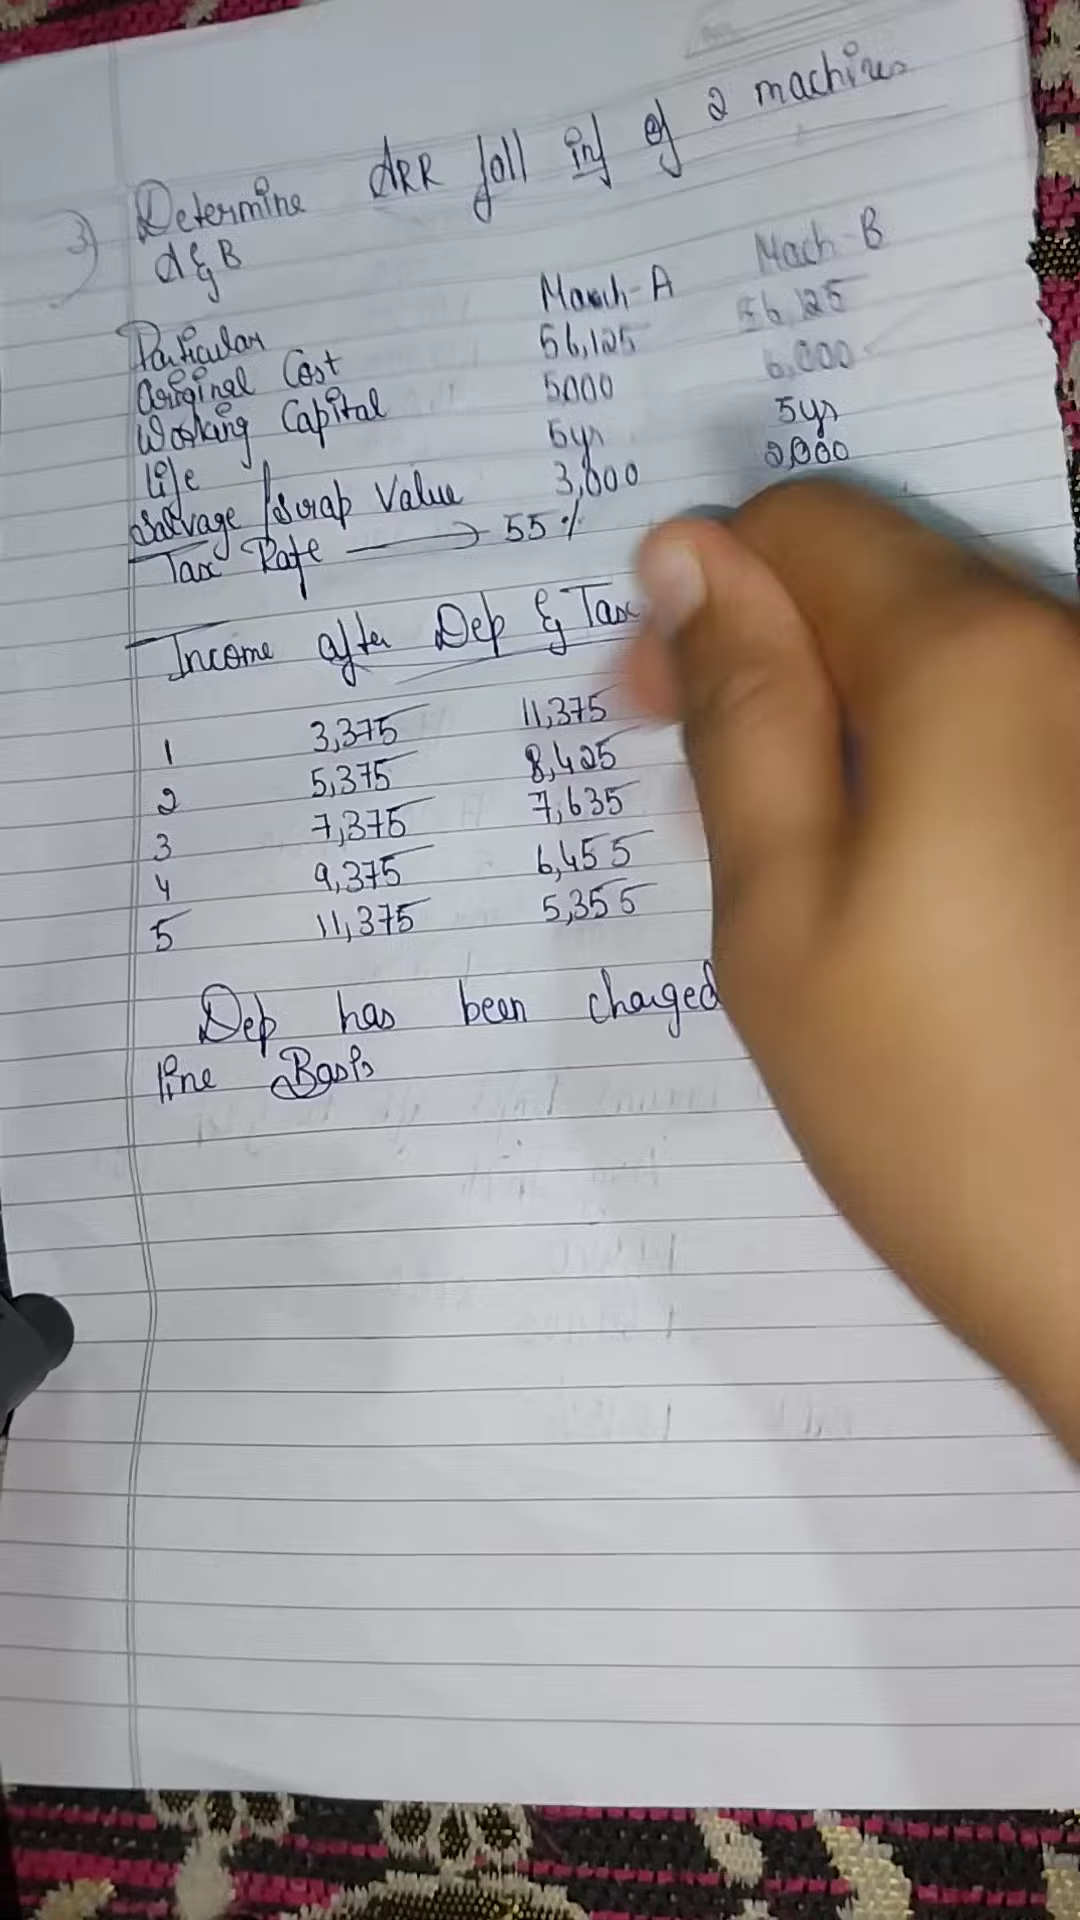 3) Determine ARR foll inf of 2 machines
A & B
Particular Mach-A Mach-B
Original Cost 56,125 56,125
Working Capital 5000 6,000
Life 5yr 5yr
Salvage/Scrap Value 3,000 2,000
Tax Rate → 55%
Income after Dep & Tax
1 3,375 11,375
2 5,375 8,425
3 7,375 7,635
4 9,375 6,455
5 11,375 5,355
Dep has been charged
line Basis